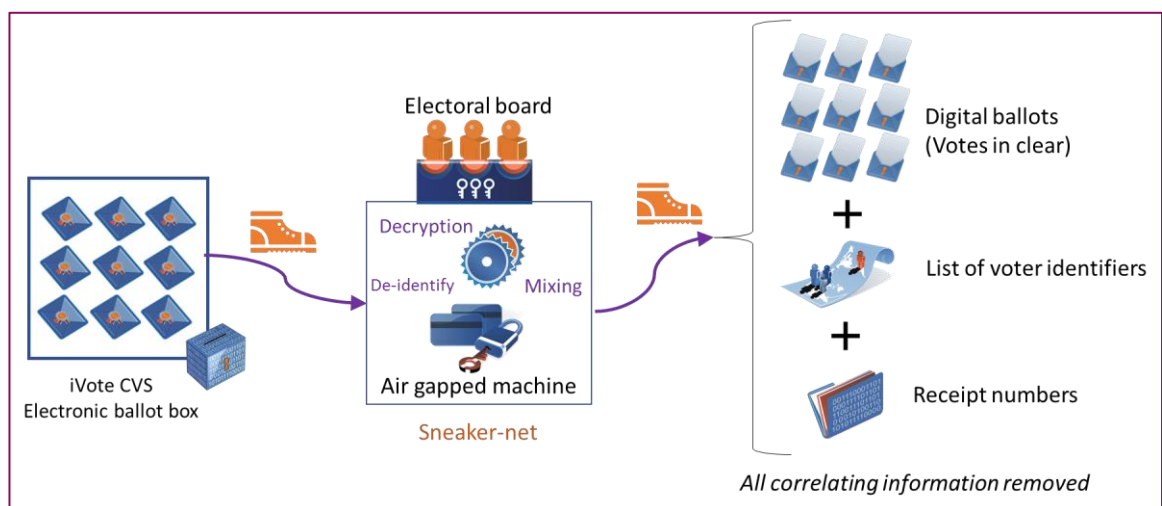 iVote CVS
Electronic ballot box
Electoral board
Decryption
De-identify
Mixing
Air gapped machine
Sneaker-net
Digital ballots
(Votes in clear)
+
List of voter identifiers
+
Receipt numbers
All correlating information removed